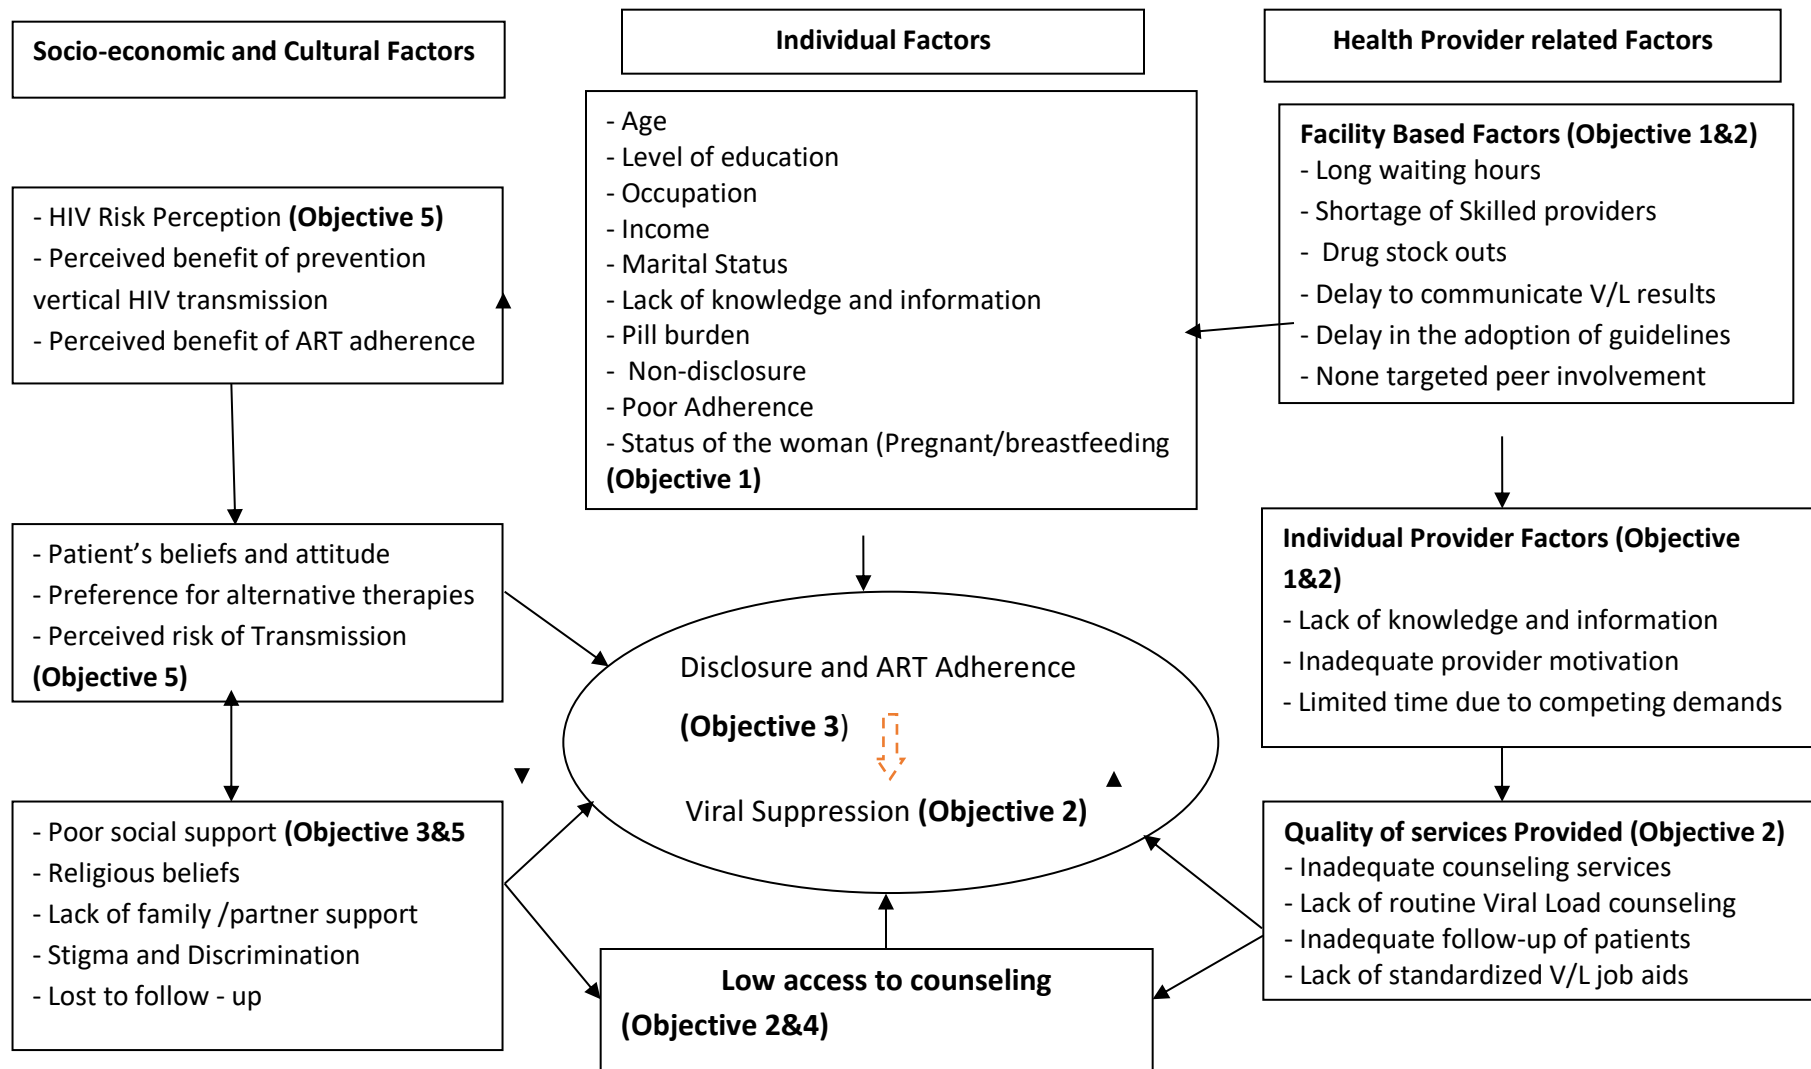 Socio-economic and Cultural Factors
Individual Factors
Health Provider related Factors
- HIV Risk Perception (Objective 5)
- Perceived benefit of prevention
vertical HIV transmission
- Perceived benefit of ART adherence
- Patient’s beliefs and attitude
- Preference for alternative therapies
- Perceived risk of Transmission
(Objective 5)
- Poor social support (Objective 3&5
- Religious beliefs
- Lack of family /partner support
- Stigma and Discrimination
- Lost to follow - up
- Age
- Level of education
- Occupation
- Income
- Marital Status
- Lack of knowledge and information
- Pill burden
- Non-disclosure
- Poor Adherence
- Status of the woman (Pregnant/breastfeeding
(Objective 1)
Disclosure and ART Adherence
(Objective 3)
Viral Suppression (Objective 2)
Low access to counseling
(Objective 2&4)
Facility Based Factors (Objective 1&2)
- Long waiting hours
- Shortage of Skilled providers
- Drug stock outs
- Delay to communicate V/L results
- Delay in the adoption of guidelines
- None targeted peer involvement
Individual Provider Factors (Objective
1&2)
- Lack of knowledge and information
- Inadequate provider motivation
- Limited time due to competing demands
Quality of services Provided (Objective 2)
- Inadequate counseling services
- Lack of routine Viral Load counseling
- Inadequate follow-up of patients
- Lack of standardized V/L job aids